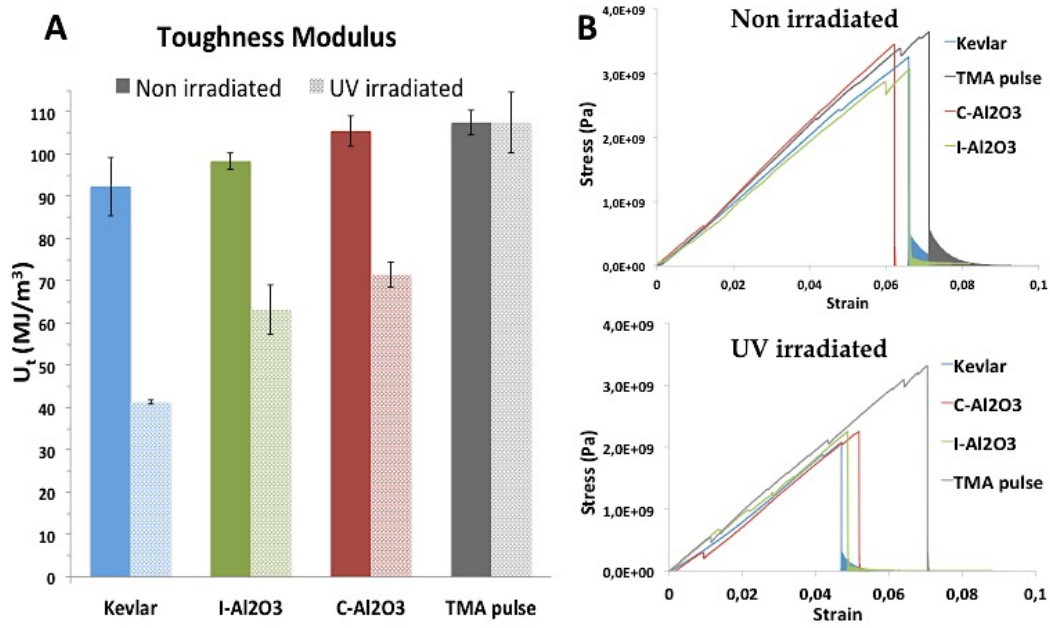 A
Toughness Modulus
Non irradiated
UV irradiated
Ut (MJ/m³)
110
100
90
80
70
60
50
40
30
20
10
0
Kevlar
I-Al2O3
C-Al2O3
TMA pulse
B
Non irradiated
Stress (Pa)
4,0E+09
3,0E+09
2,0E+09
1,0E+09
0,0E+00
0
0,02
0,04
0,06
0,08
0,1
Strain
Kevlar
TMA pulse
C-Al2O3
I-Al2O3
UV irradiated
Stress (Pa)
4,0E+09
3,0E+09
2,0E+09
1,0E+09
0,0E+00
0
0,02
0,04
0,06
0,08
0,1
Strain
Kevlar
C-Al2O3
I-Al2O3
TMA pulse